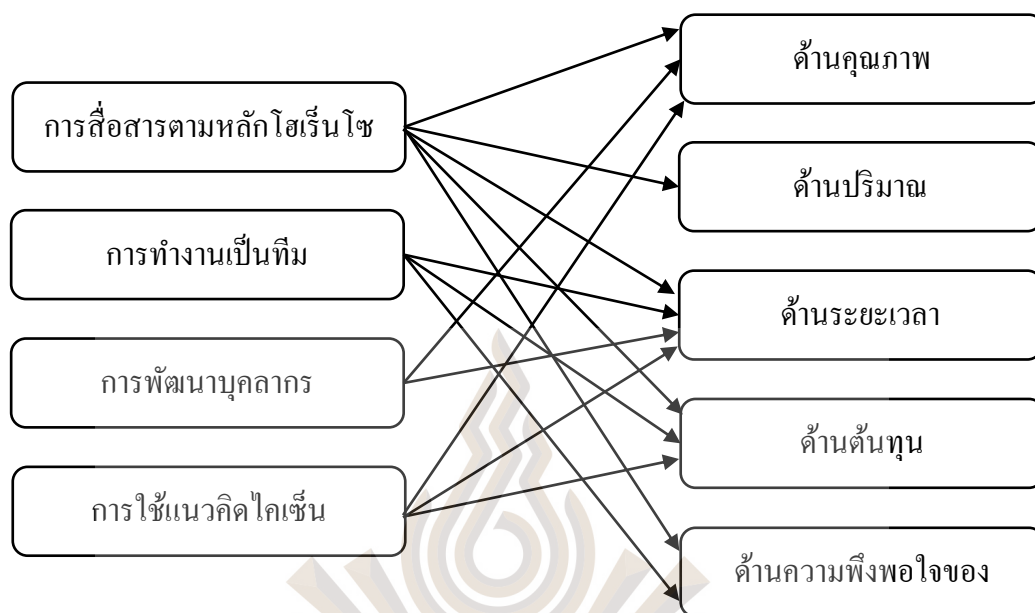 การสื่อสารตามหลักโฮเร็นโซ
การทำงานเป็นทีม
การพัฒนาบุคลากร
การใช้แนวคิดไคเซ็น
ด้านคุณภาพ
ด้านปริมาณ
ด้านระยะเวลา
ด้านต้นทุน
ด้านความพึงพอใจของ